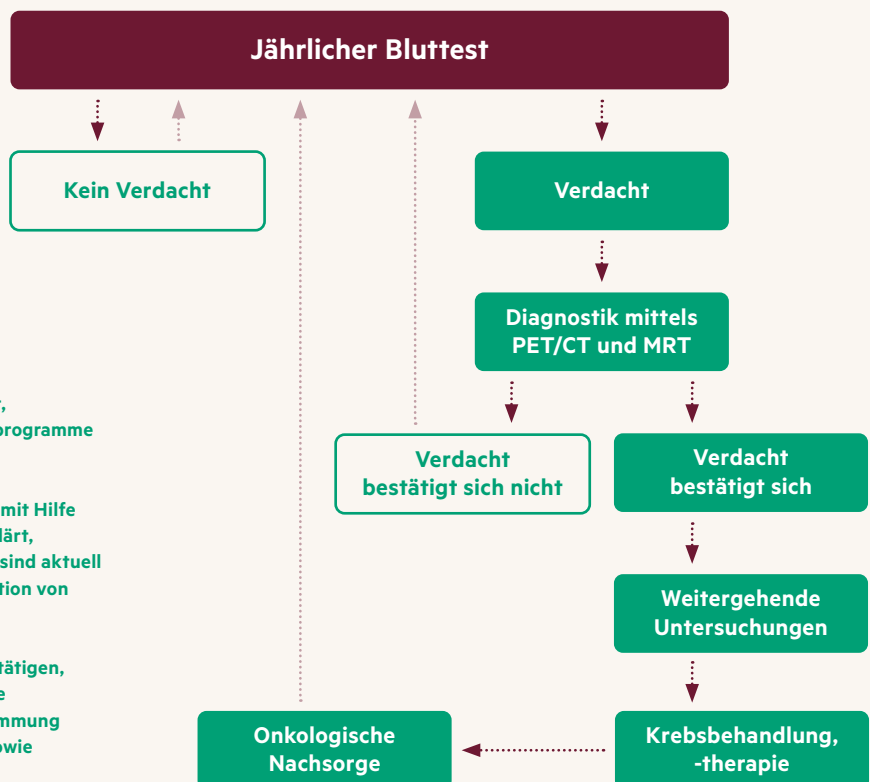 Jährlicher Bluttest
Kein Verdacht
Verdacht
Diagnostik mittels
PET/CT und MRT
programme
Verdacht
bestätigt sich nicht
Verdacht
bestätigt sich
mit Hilfe
lärt,
sind aktuell
tion von
Weitergehende
Untersuchungen
tätigen,
e
mmung
owie
Onkologische
Nachsorge
Krebsbehandlung,
-therapie